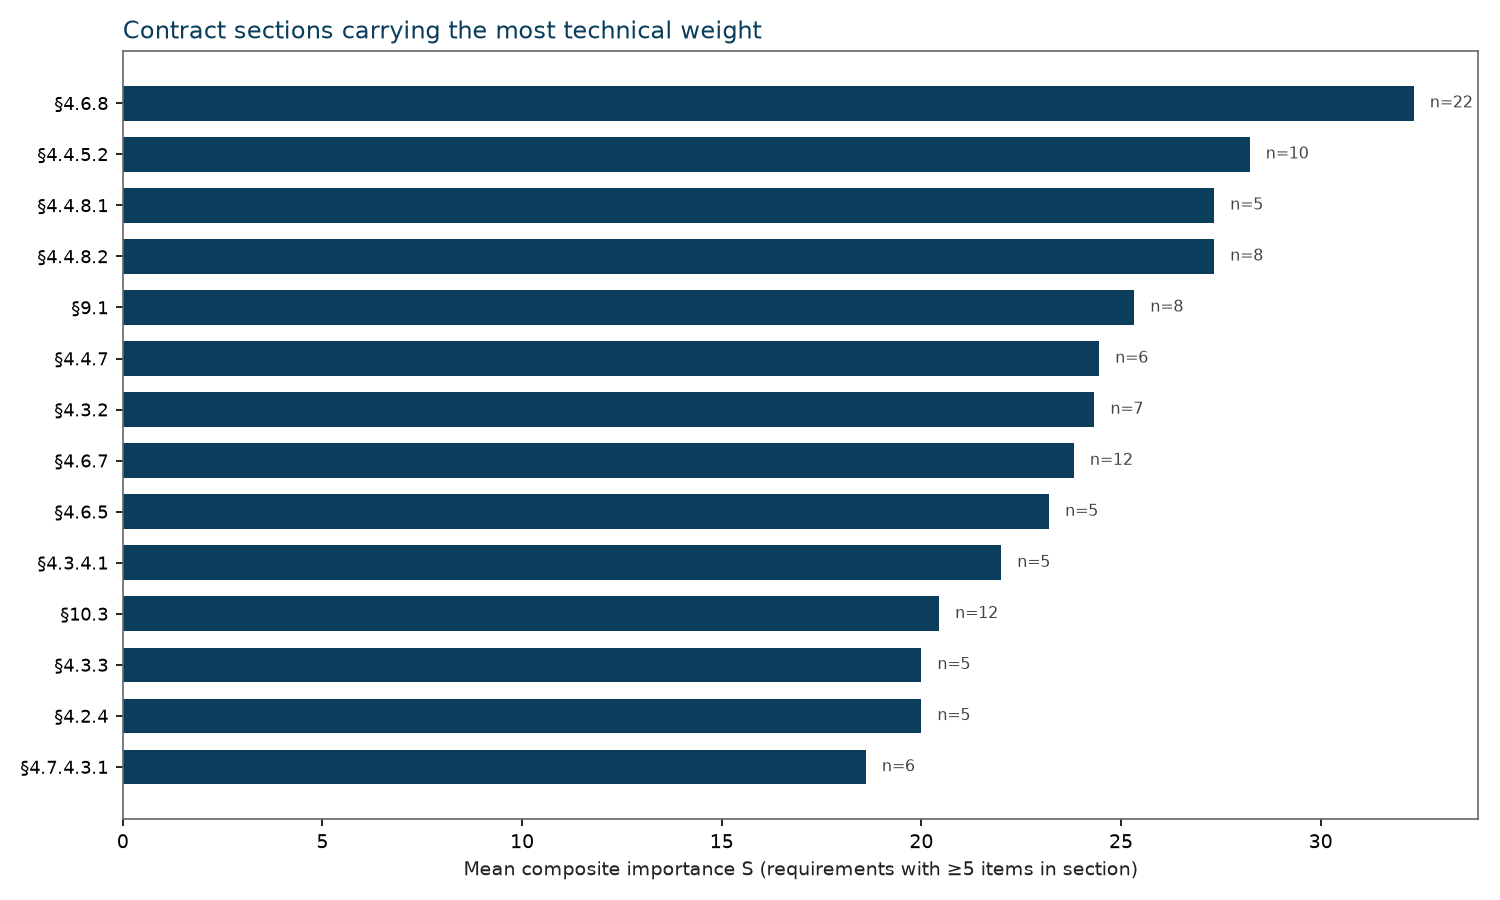 Contract sections carrying the most technical weight
§4.6.8 n=22
§4.4.5.2 n=10
§4.4.8.1 n=5
§4.4.8.2 n=8
§9.1 n=8
§4.4.7 n=6
§4.3.2 n=7
§4.6.7 n=12
§4.6.5 n=5
§4.3.4.1 n=5
§10.3 n=12
§4.3.3 n=5
§4.2.4 n=5
§4.7.4.3.1 n=6
0 5 10 15 20 25 30
Mean composite importance S (requirements with ≥5 items in section)